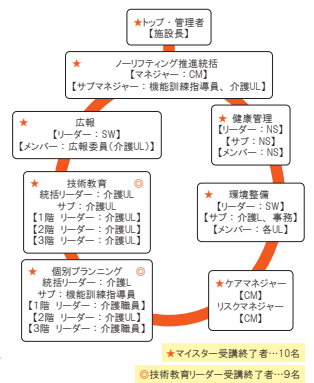 ★トップ・管理者
【施設長】
★ ノーリフティング推進統括
【マネジャー：CM】
【サブマネジャー：機能訓練指導員、介護UL】
★ 広報
【リーダー：SW】
【メンバー：広報委員(介護UL)】
★ 健康管理
【リーダー：NS】
【サブ：NS】
【メンバー：NS】
★ 技術教育 ◎
統括リーダー：介護UL
サブ：介護UL
【1階 リーダー：介護UL】
【2階 リーダー：介護UL】
【3階 リーダー：介護UL】
★ 環境整備
【リーダー：SW】
【サブ：介護L、事務】
【メンバー：各UL】
★ 個別プランニング ◎
統括リーダー：介護L
サブ：機能訓練指導員
【1階 リーダー：介護職員】
【2階 リーダー：介護UL】
【3階 リーダー：介護職員】
★ケアマネジャー
【CM】
リスクマネジャー
【CM】
★マイスター受講終了者…10名
◎技術教育リーダー受講終了者…9名